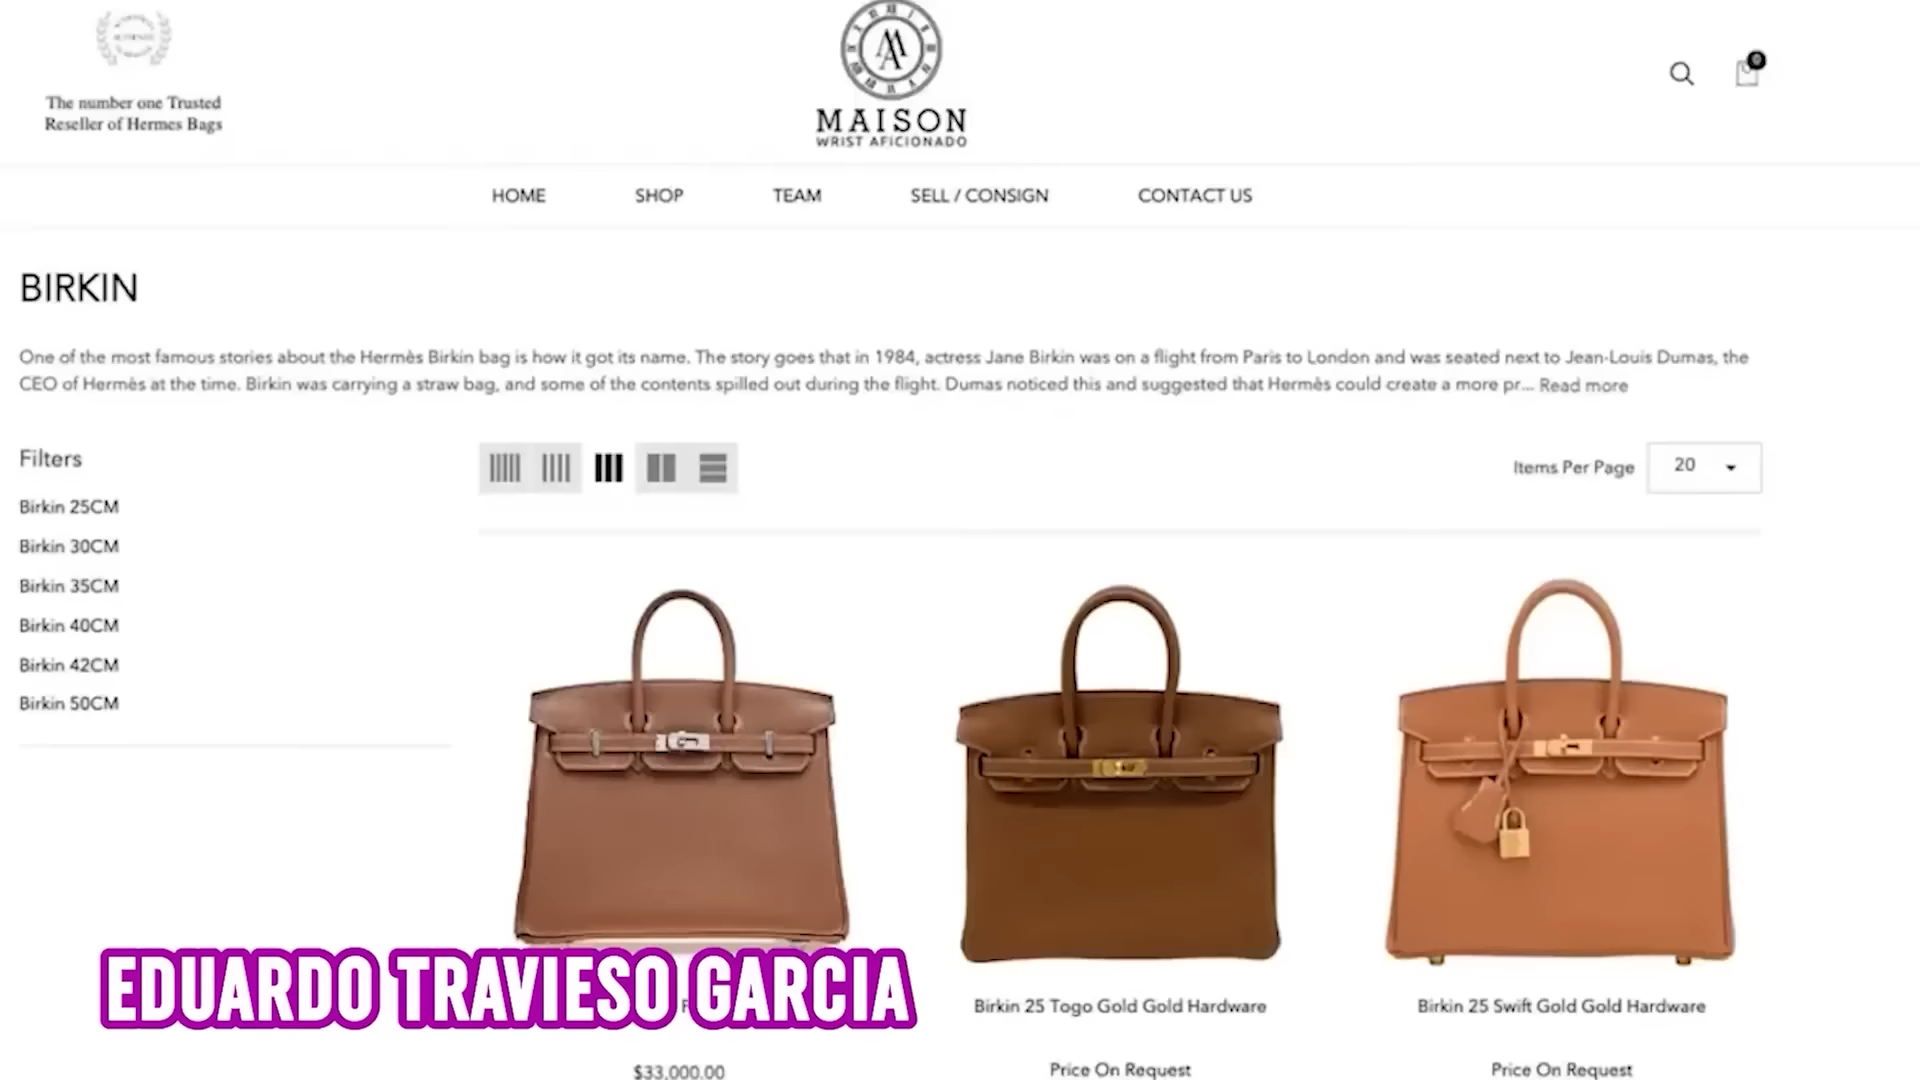 The number one Trusted
Reseller of Hermes Bags
MAISON
WRIST AFICIONADO
0
HOME
SHOP
TEAM
SELL / CONSIGN
CONTACT US
BIRKIN
One of the most famous stories about the Hermès Birkin bag is how it got its name. The story goes that in 1984, actress Jane Birkin was on a flight from Paris to London and was seated next to Jean-Louis Dumas, the
CEO of Hermès at the time. Birkin was carrying a straw bag, and some of the contents spilled out during the flight. Dumas noticed this and suggested that Hermès could create a more pr... Read more
Filters
Birkin 25CM
Birkin 30CM
Birkin 35CM
Birkin 40CM
Birkin 42CM
Birkin 50CM
Items Per Page
20
EDUARDO TRAVIESO GARCIA
Birkin 25 Togo Gold Gold Hardware
Birkin 25 Swift Gold Gold Hardware
$33,000.00
Price On Request
Price On Request